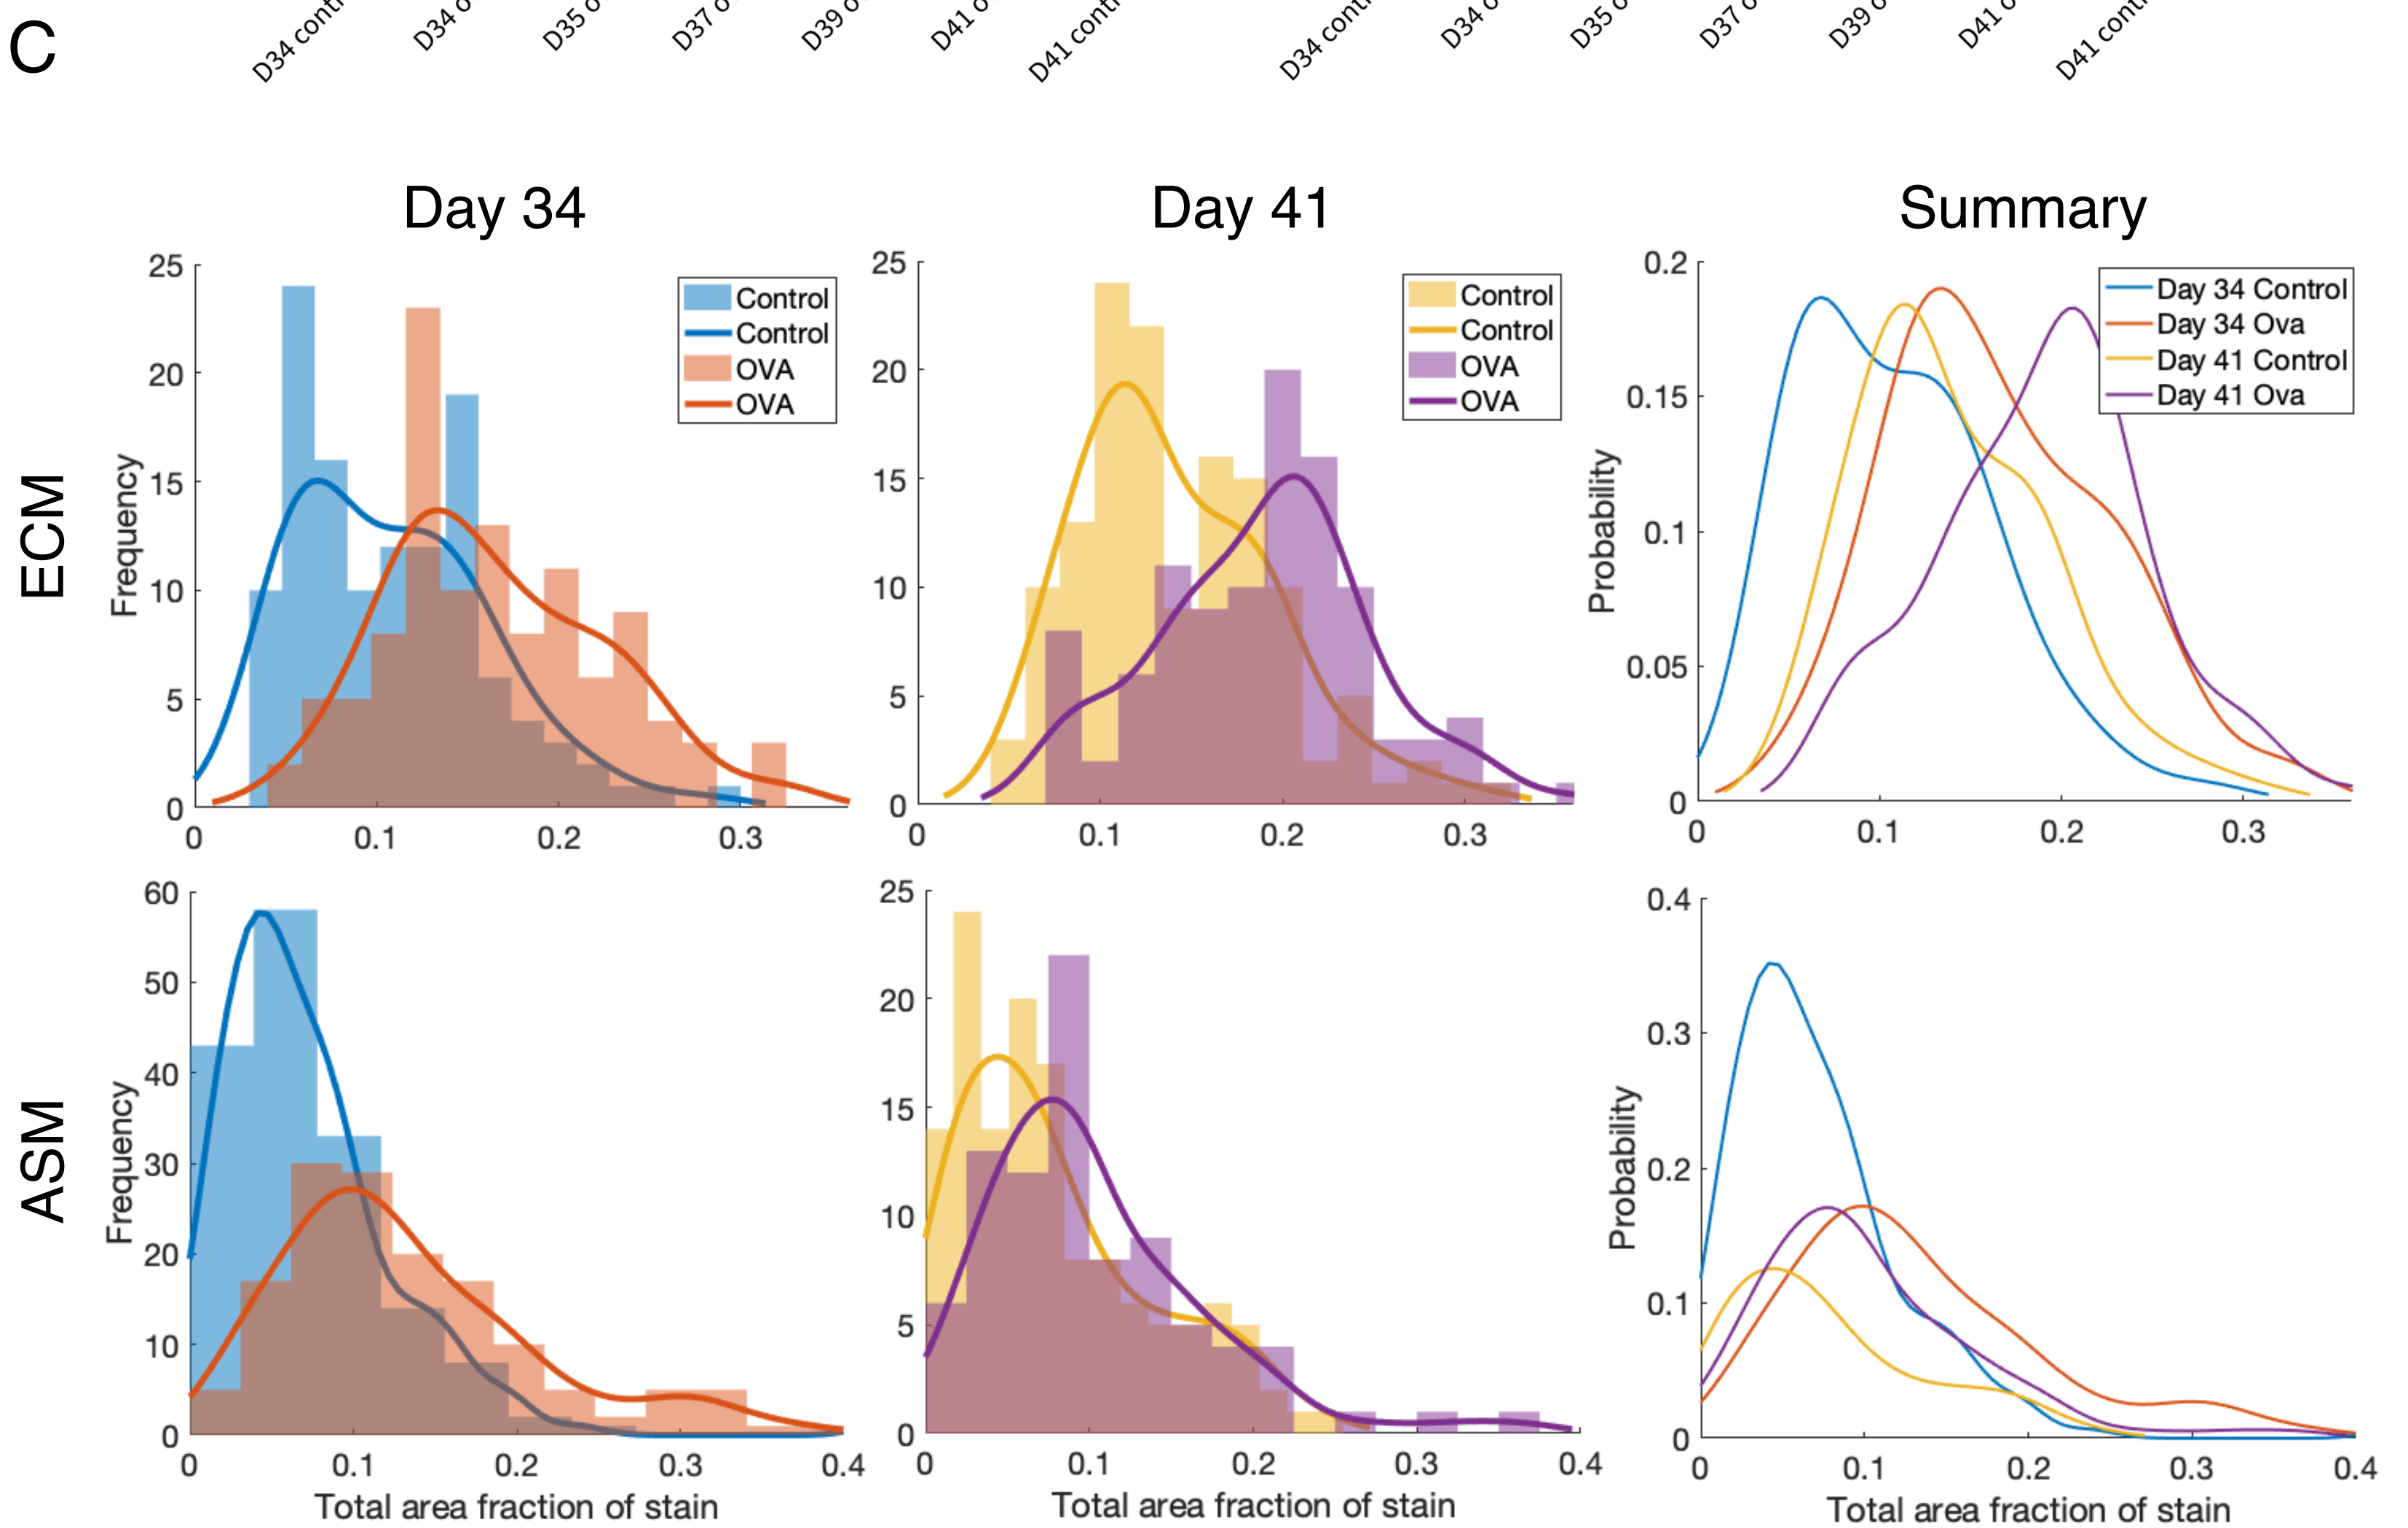 C
D34 contr
D34 o
D35 o
D37 o
D39 o
D41 o
D41 contr
D34 contr
D34 o
D35 o
D37 o
D39 o
D41 o
D41 contr
Day 34
Day 41
Summary
ECM
Frequency
25
20
15
10
5
0
0
0.1
0.2
0.3
Control
Control
OVA
OVA
25
20
15
10
5
0
0
0.1
0.2
0.3
Control
Control
OVA
OVA
Probability
0.2
0.15
0.1
0.05
0
0
0.1
0.2
0.3
Day 34 Control
Day 34 Ova
Day 41 Control
Day 41 Ova
ASM
Frequency
60
50
40
30
20
10
0
0
0.1
0.2
0.3
0.4
Total area fraction of stain
25
20
15
10
5
0
0
0.1
0.2
0.3
0.4
Total area fraction of stain
Probability
0.4
0.3
0.2
0.1
0
0
0.1
0.2
0.3
0.4
Total area fraction of stain